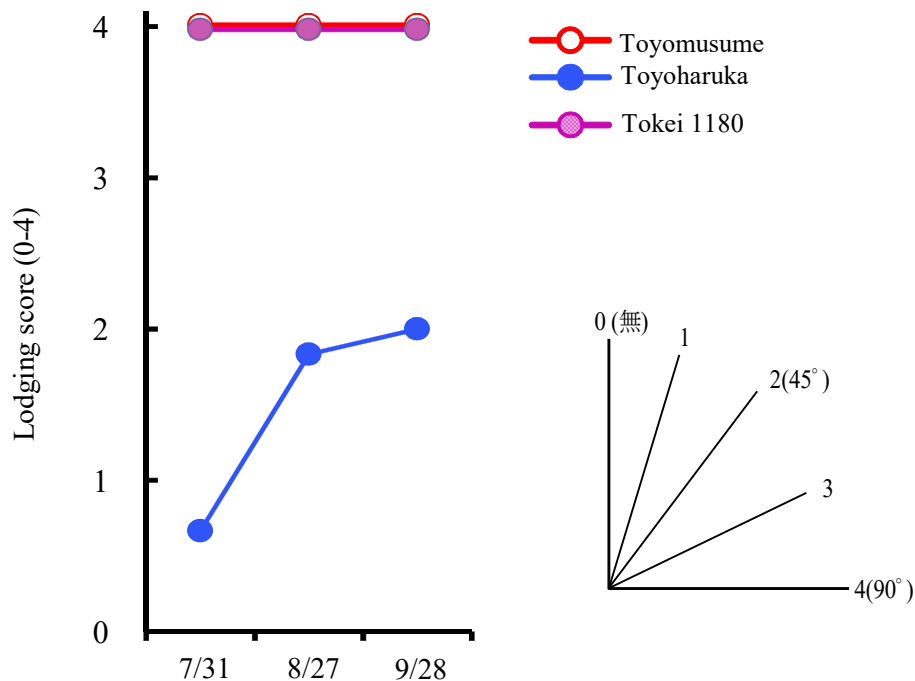 Lodging score (0-4)
4
3
2
1
0
7/31
8/27
9/28
Toyomusume
Toyoharuka
Tokei 1180
0 (無)
1
2(45°)
3
4(90°)